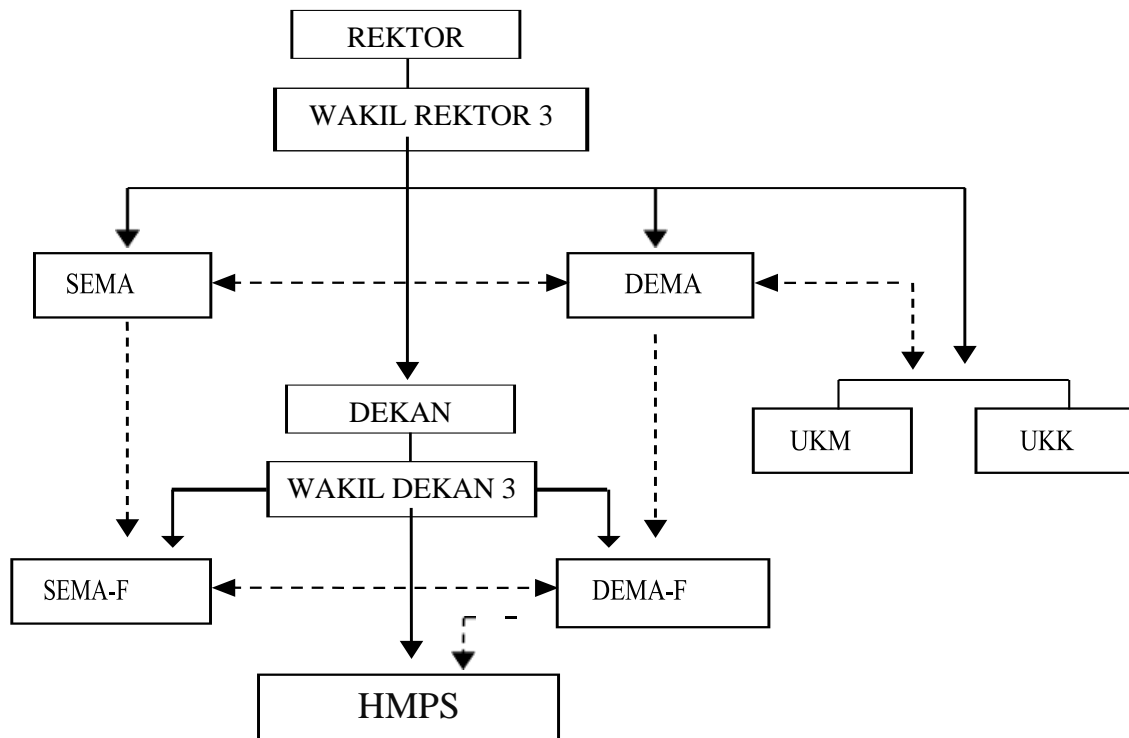 REKTOR
WAKIL REKTOR 3
SEMA
DEMA
DEKAN
UKM
UKK
WAKIL DEKAN 3
SEMA-F
DEMA-F
HMPS